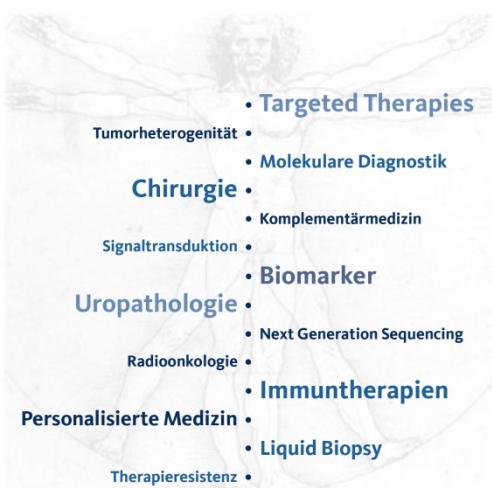 • Targeted Therapies
Tumorheterogenität •
• Molekulare Diagnostik
Chirurgie •
• Komplementärmedizin
Signaltransduktion •
• Biomarker
Uropathologie •
• Next Generation Sequencing
Radioonkologie •
• Immuntherapien
Personalisierte Medizin •
• Liquid Biopsy
Therapieresistenz •